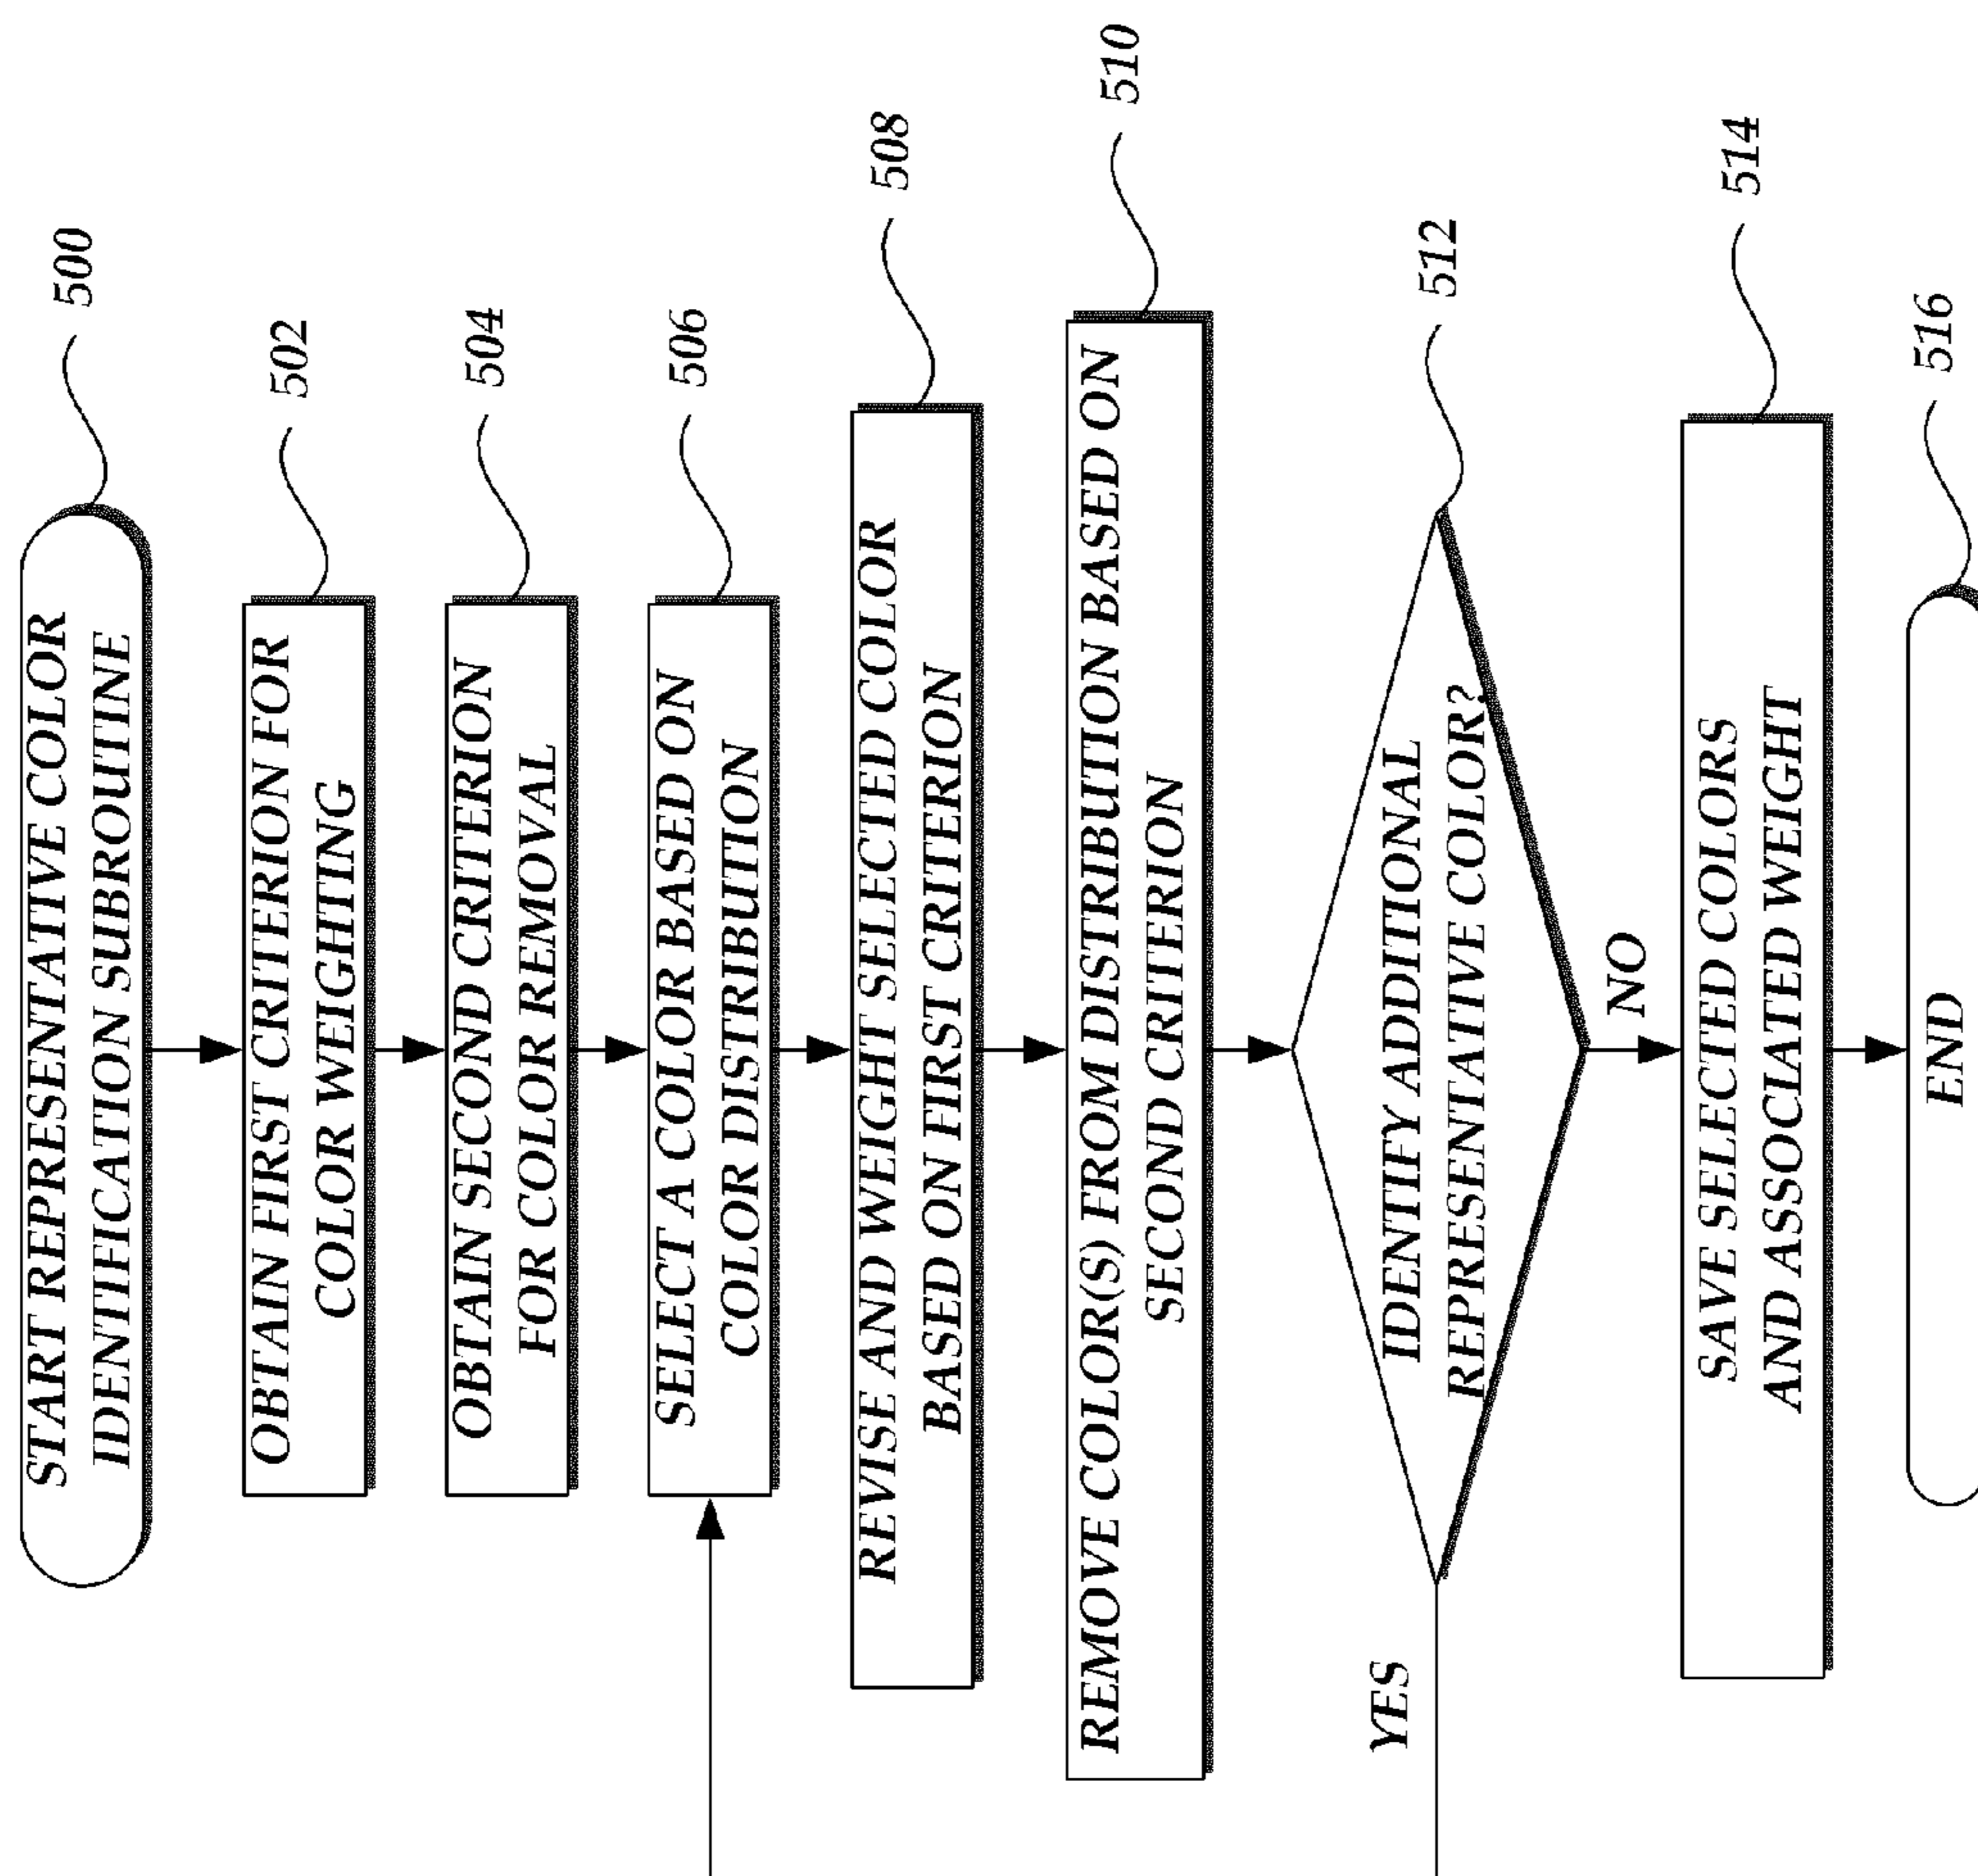 START REPRESENTATIVE COLOR
IDENTIFICATION SUBROUTINE
500
OBTAIN FIRST CRITERION FOR
COLOR WEIGHTING
502
OBTAIN SECOND CRITERION
FOR COLOR REMOVAL
504
SELECT A COLOR BASED ON
COLOR DISTRIBUTION
506
REVISE AND WEIGHT SELECTED COLOR
BASED ON FIRST CRITERION
508
REMOVE COLOR(S) FROM DISTRIBUTION BASED ON
SECOND CRITERION
510
YES
IDENTIFY ADDITIONAL
REPRESENTATIVE COLOR?
512
NO
SAVE SELECTED COLORS
AND ASSOCIATED WEIGHT
514
END
516